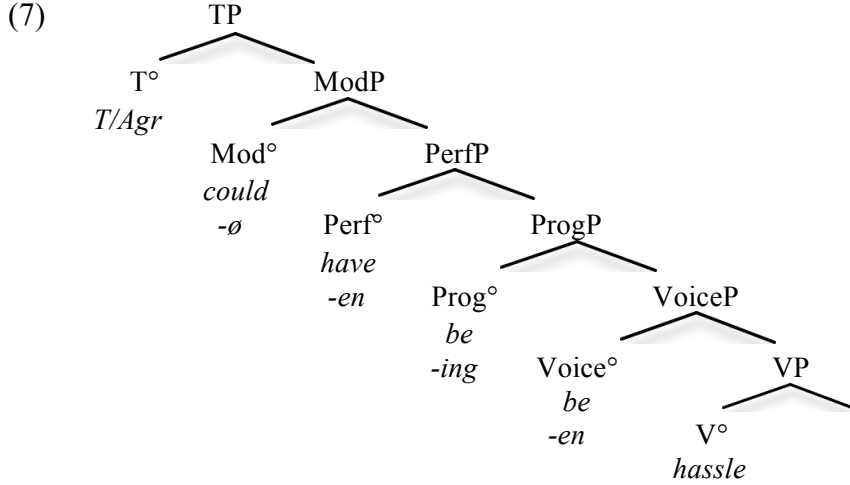 (7)
TP
T° ModP
T/Agr
Mod° PerfP
could
-ø
Perf° ProgP
have
-en
Prog° VoiceP
be
-ing
Voice° VP
be
-en
V°
hassle